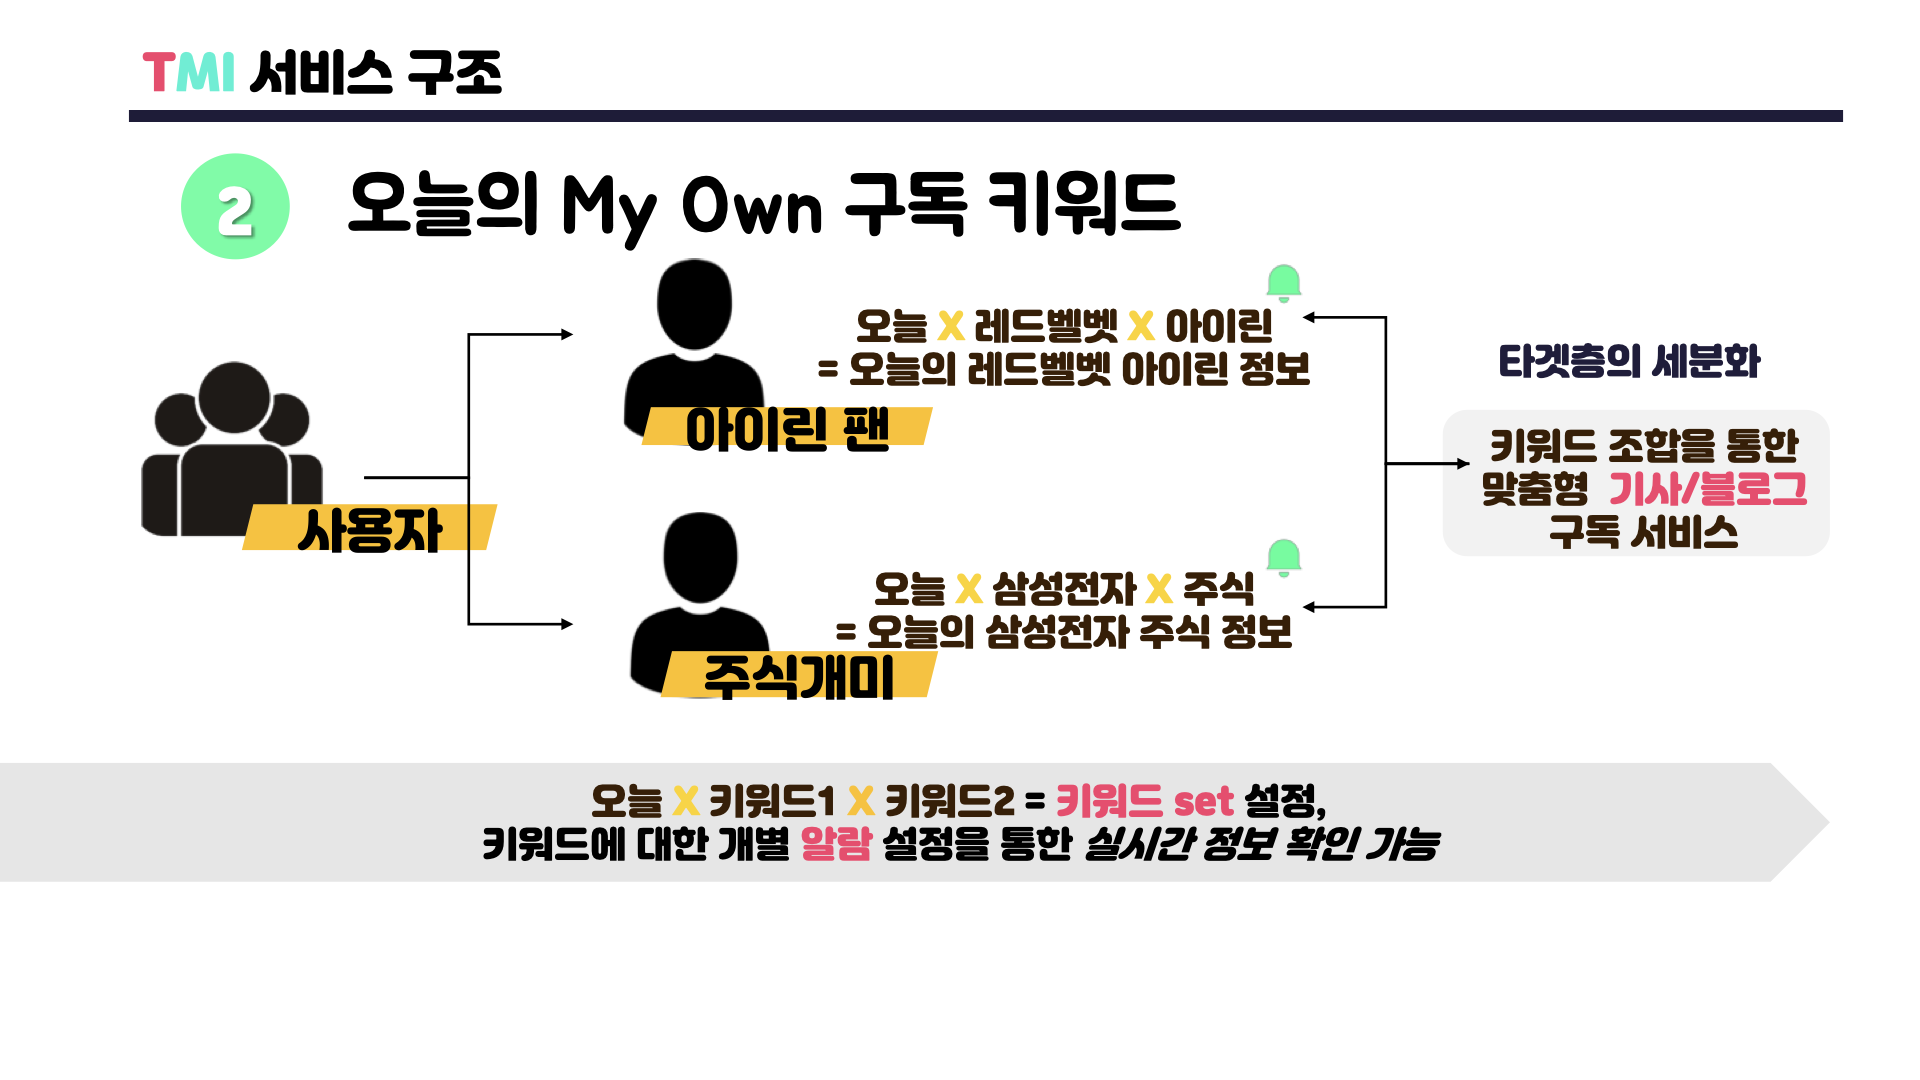 TMI 서비스 구조
2
오늘의 My Own 구독 키워드
오늘 X 레드벨벳 X 아이린
= 오늘의 레드벨벳 아이린 정보
아이린 팬
사용자
오늘 X 삼성전자 X 주식
= 오늘의 삼성전자 주식 정보
주식개미
타겟층의 세분화
키워드 조합을 통한
맞춤형 기사/블로그
구독 서비스
오늘 X 키워드1 X 키워드2 = 키워드 set 설정,
키워드에 대한 개별 알람 설정을 통한 실시간 정보 확인 가능